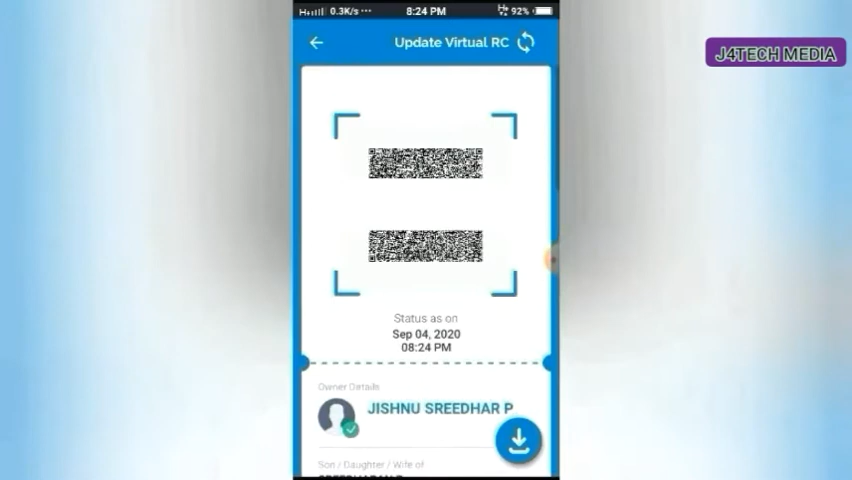 0.3K/s ··· 8:24 PM 92%
Update Virtual RC
J4TECH MEDIA
Status as on
Sep 04, 2020
08:24 PM
Owner Details
JISHNU SREEDHAR P
Son / Daughter / Wife of